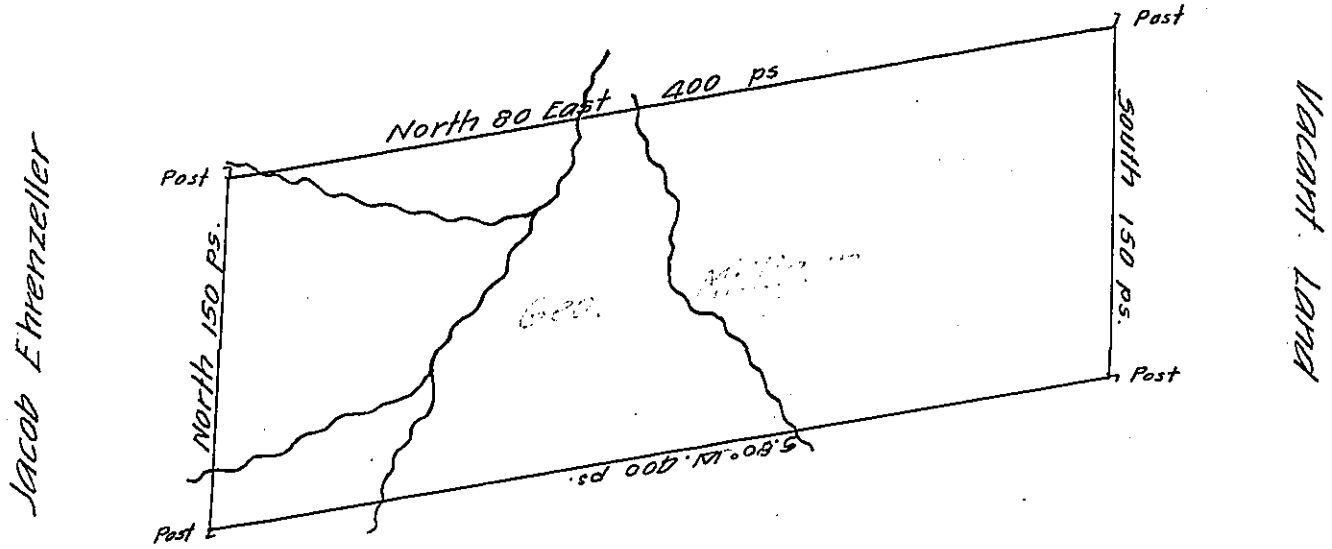 Post
North 80 East 400 ps
Post
Jacob Ehrenzeller
North 150 ps.
Geo.
South 150 ps.
Vacant. Land
Post
S.80° W. 400 ps.
Post